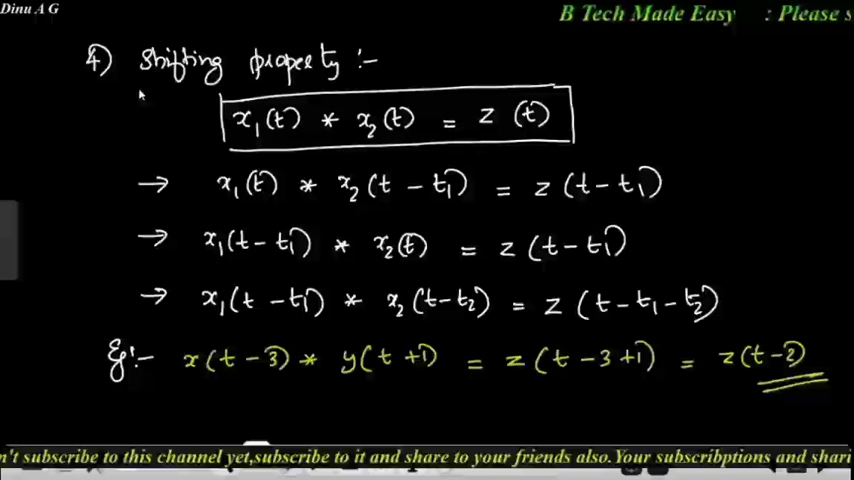 Dinu A G
B Tech Made Easy : Please s
4) Shifting property :-
x₁(t) * x₂(t) = z (t)
→ x₁(t) * x₂(t - t₁) = z (t - t₁)
→ x₁(t - t₁) * x₂(t) = z (t - t₁)
→ x₁(t - t₁) * x₂(t - t₂) = z (t - t₁ - t₂)
Eg:- x(t - 3) * y(t + 1) = z (t - 3 + 1) = z(t - 2)
n't subscribe to this channel yet,subscribe to it and share to your friends also.Your subscribptions and shari